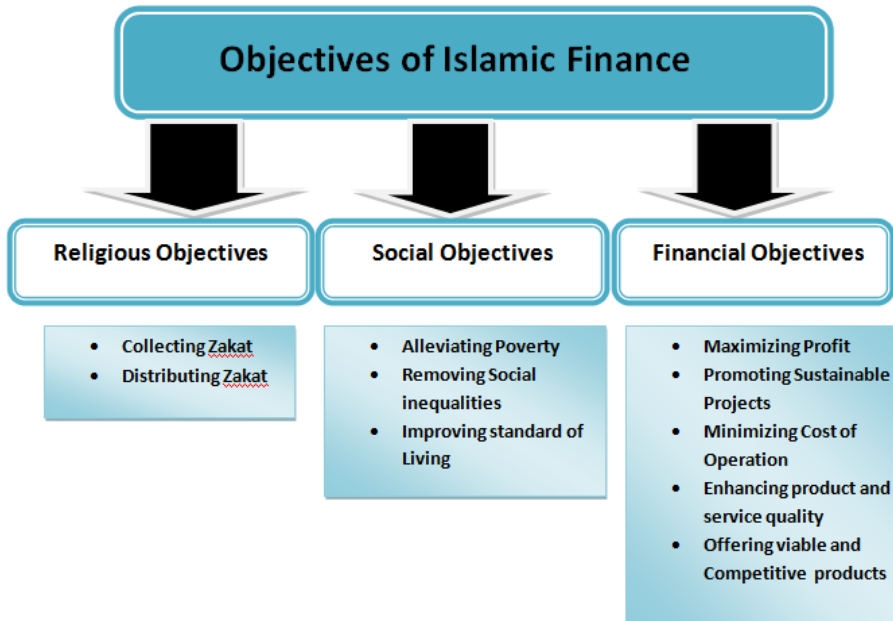 Objectives of Islamic Finance
Religious Objectives
• Collecting Zakat
• Distributing Zakat
Social Objectives
• Alleviating Poverty
• Removing Social
inequalities
• Improving standard of
Living
Financial Objectives
• Maximizing Profit
• Promoting Sustainable
Projects
• Minimizing Cost of
Operation
• Enhancing product and
service quality
• Offering viable and
Competitive products